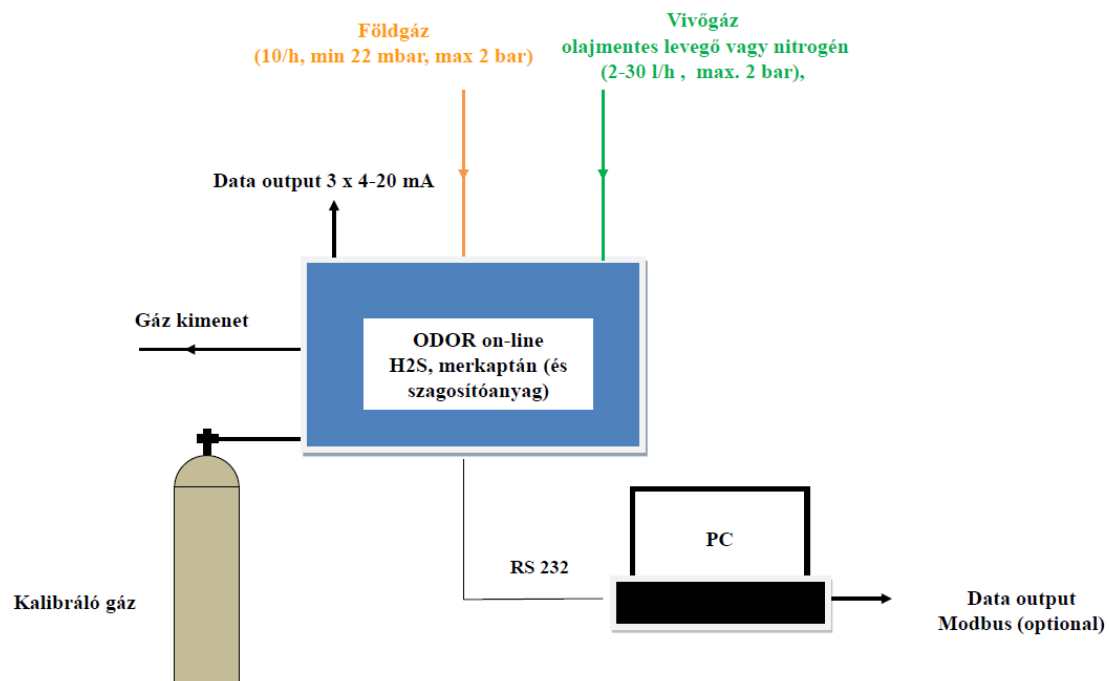 Földgáz
(10/h, min 22 mbar, max 2 bar)
Vivőgáz
olajmentes levegő vagy nitrogén
(2-30 l/h , max. 2 bar),
Data output 3 x 4-20 mA
Gáz kimenet
ODOR on-line
H2S, merkaptán (és
szagosítóanyag)
PC
RS 232
Kalibráló gáz
Data output
Modbus (optional)